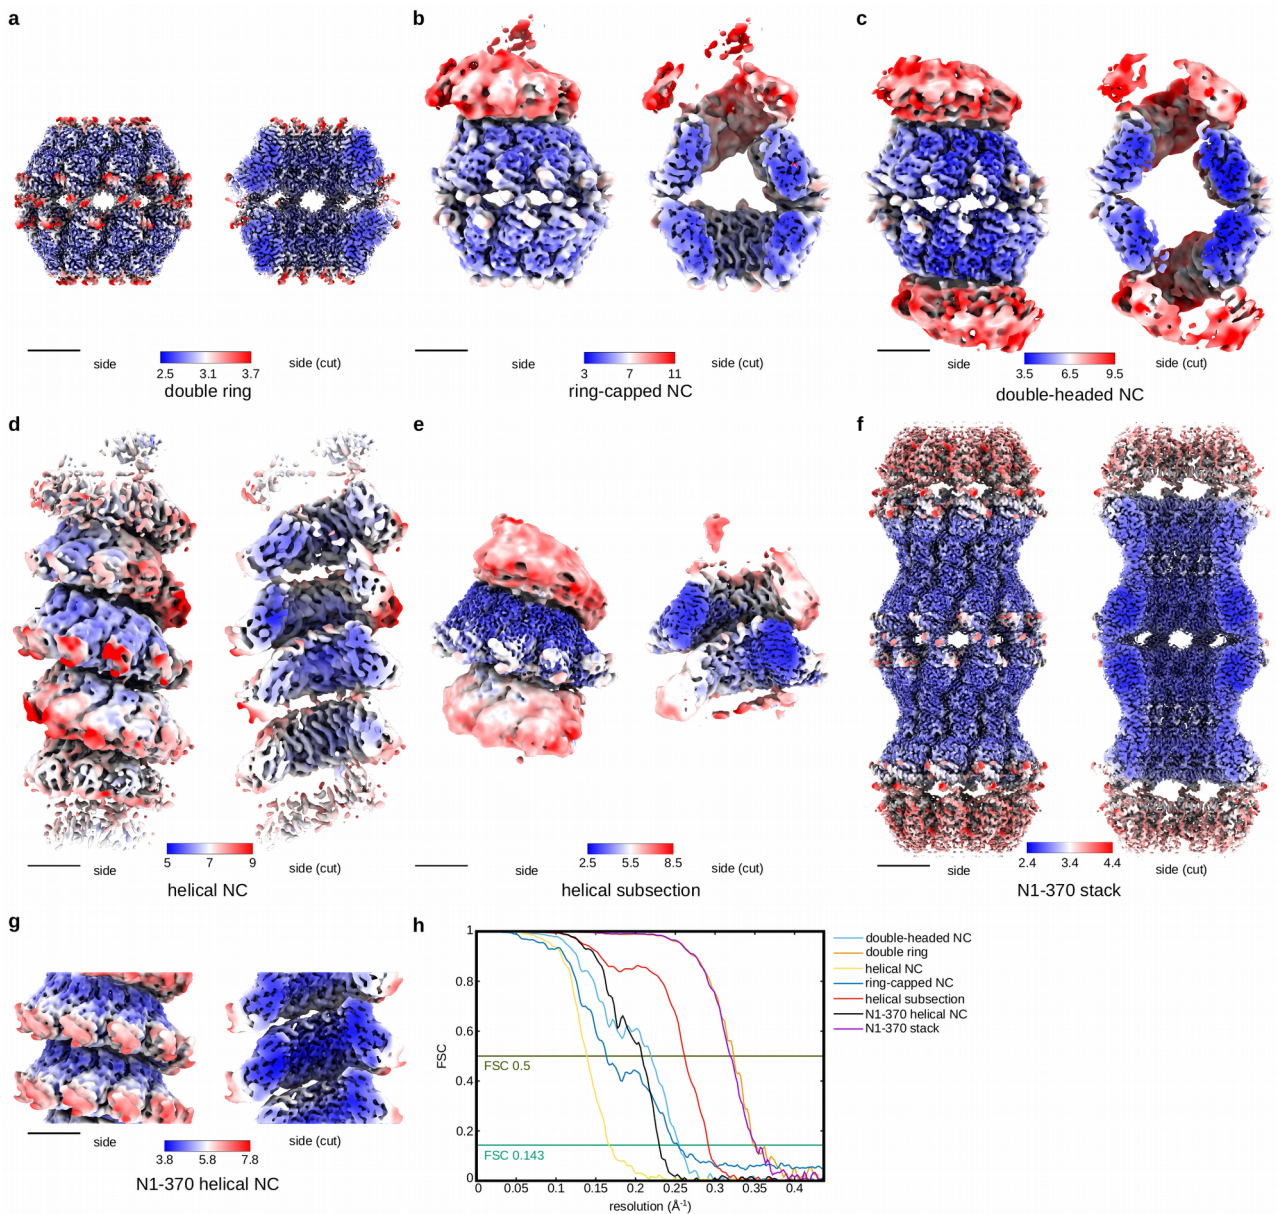 a
b
c
side
2.5 3.1 3.7
side (cut)
double ring
3 7 11
ring-capped NC
side
3.5 6.5 9.5
side (cut)
double-headed NC
d
e
f
side
5 7 9
side (cut)
helical NC
2.5 5.5 8.5
side (cut)
helical subsection
side
2.4 3.4 4.4
side (cut)
N1-370 stack
g
side
3.8 5.8 7.8
side (cut)
N1-370 helical NC
h
1
0.8
0.6
0.4
0.2
0
FSC
FSC 0.5
FSC 0.143
0 0.05 0.1 0.15 0.2 0.25 0.3 0.35 0.4
resolution (Å-1)
double-headed NC
double ring
helical NC
ring-capped NC
helical subsection
N1-370 helical NC
N1-370 stack